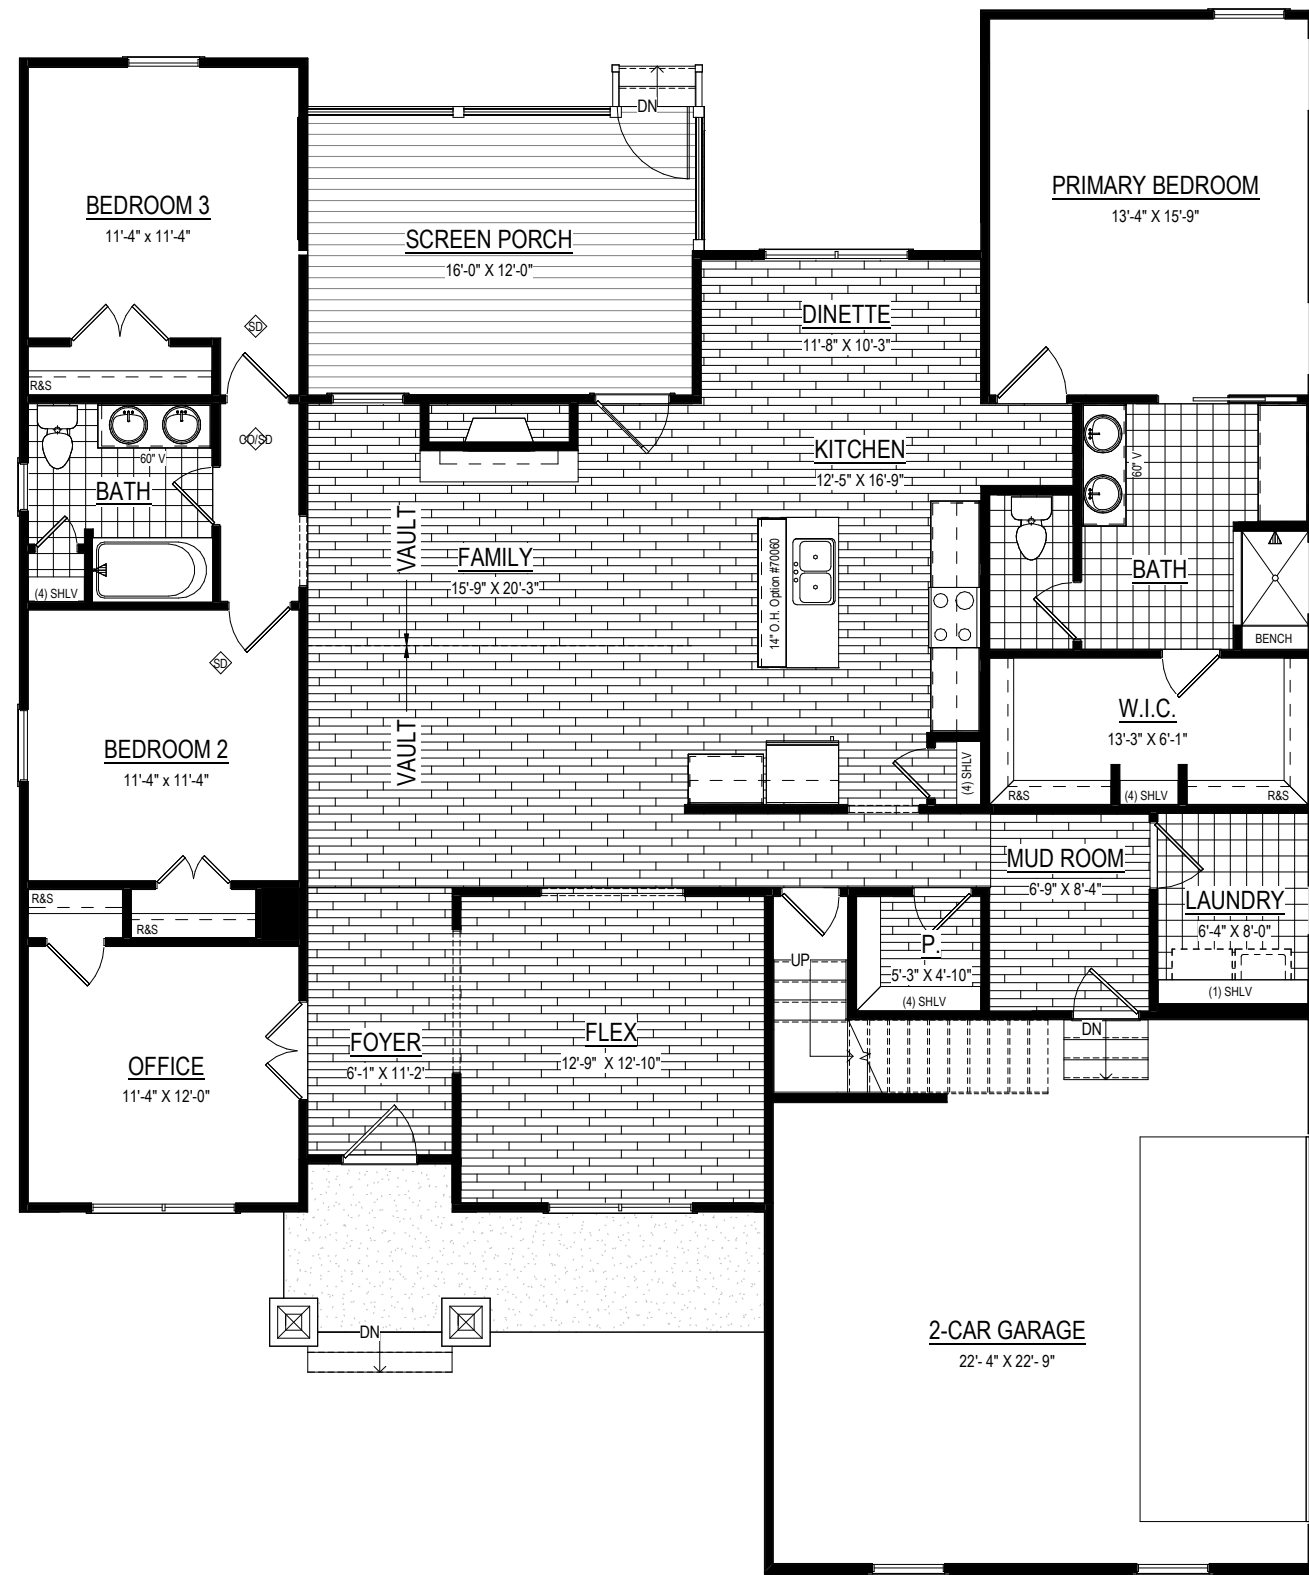 DN
BEDROOM 3
11'-4" x 11'-4"
PRIMARY BEDROOM
13'-4" X 15'-9"
SCREEN PORCH
16'-0" X 12'-0"
DINETTE
11'-8" X 10'-3"
SD
R&S
CO/SD
60" V
BATH
(4) SHLV
KITCHEN
12'-5" X 16'-9"
60" V
VAULT
FAMILY
15'-9" X 20'-3"
14" O.H. Option #70060
BATH
BENCH
SD
VAULT
BEDROOM 2
11'-4" x 11'-4"
W.I.C.
13'-3" X 6'-1"
(4) SHLV
R&S
(4) SHLV
R&S
MUD ROOM
6'-9" X 8'-4"
R&S
R&S
LAUNDRY
6'-4" X 8'-0"
(1) SHLV
UP
P.
5'-3" X 4'-10"
(4) SHLV
DN
OFFICE
11'-4" X 12'-0"
FOYER
6'-1" X 11'-2'
FLEX
12'-9" X 12'-10"
DN
2-CAR GARAGE
22'- 4" X 22'- 9"